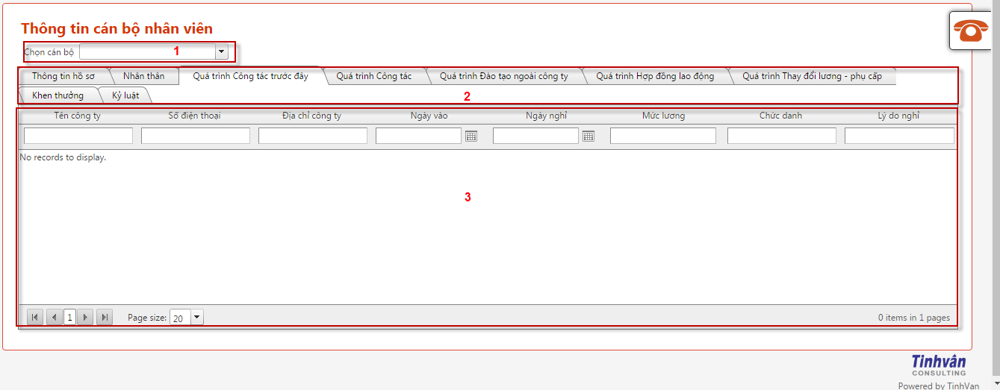 Thông tin cán bộ nhân viên
Chọn cán bộ 1
Thông tin hồ sơ Nhân thân Quá trình Công tác trước đây Quá trình Công tác Quá trình Đào tạo ngoài công ty Quá trình Hợp đồng lao động Quá trình Thay đổi lương - phụ cấp
Khen thưởng Kỷ luật 2
Tên công ty Số điện thoại Địa chỉ công ty Ngày vào Ngày nghỉ Mức lương Chức danh Lý do nghỉ
No records to display.
3
1 Page size: 20 0 items in 1 pages
Tinhvân
CONSULTING
Powered by TinhVan